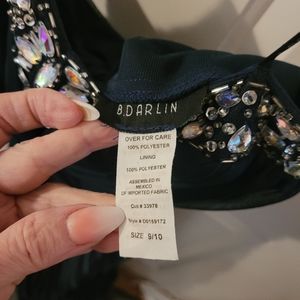 B.DARLIN
OVER FOR CARE
100% POLYESTER
LINING
100% POLYESTER
ASSEMBLED IN
MEXICO
OF IMPORTED FABRIC
Cut # 33978
Style # D0159172
SIZE 9/10